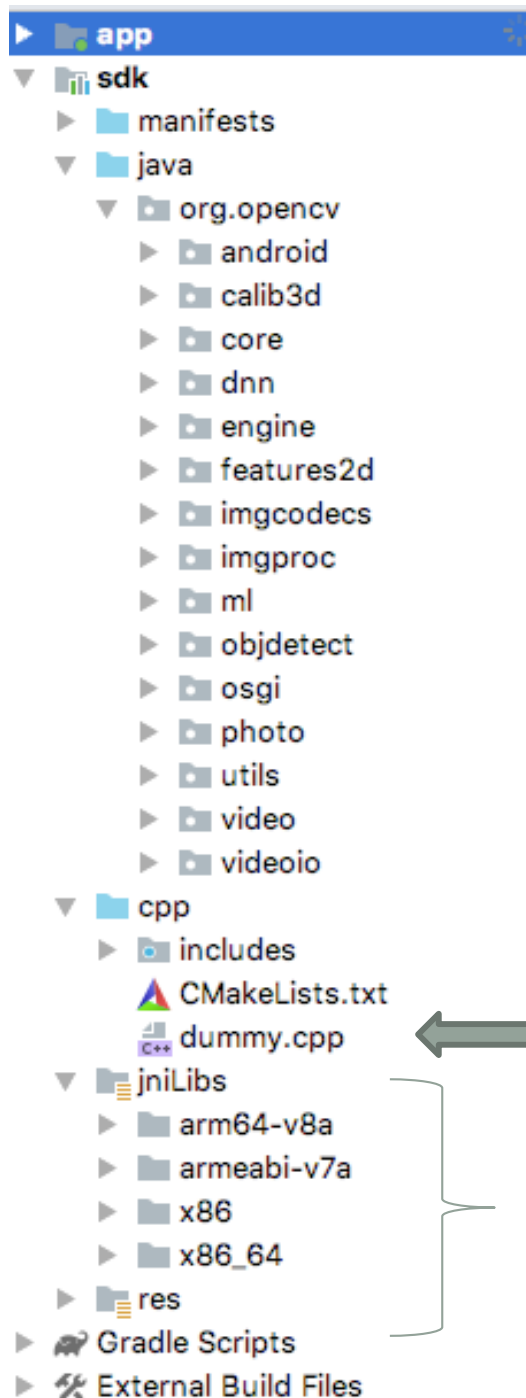 app
sdk
manifests
java
org.opencv
android
calib3d
core
dnn
engine
features2d
imgcodecs
imgproc
ml
objdetect
osgi
photo
utils
video
videoio
cpp
includes
CMakeLists.txt
C++ dummy.cpp
jniLibs
arm64-v8a
armeabi-v7a
x86
x86_64
res
Gradle Scripts
External Build Files